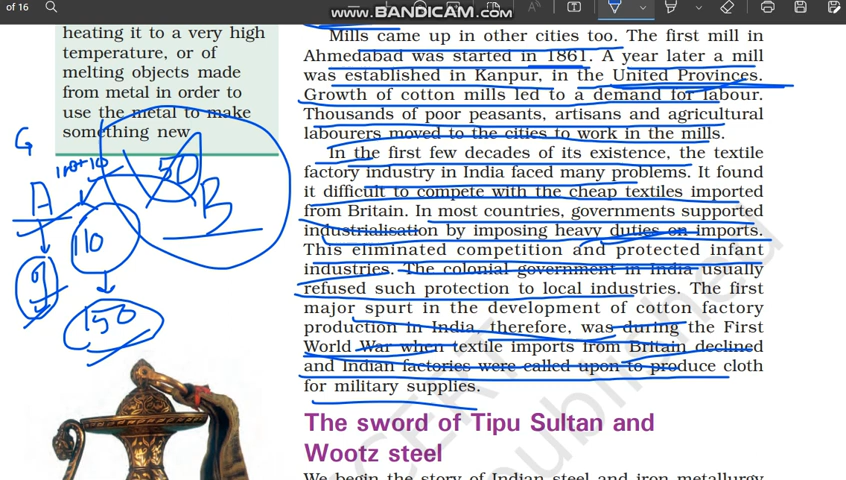 of 16
www.BANDICAM.com
heating it to a very high
temperature, or of
melting objects made
from metal in order to
use the metal to make
something new
Mills came up in other cities too. The first mill in
Ahmedabad was started in 1861. A year later a mill
was established in Kanpur, in the United Provinces.
Growth of cotton mills led to a demand for labour.
Thousands of poor peasants, artisans and agricultural
labourers moved to the cities to work in the mills.
In the first few decades of its existence, the textile
factory industry in India faced many problems. It found
it difficult to compete with the cheap textiles imported
from Britain. In most countries, governments supported
industrialisation by imposing heavy duties on imports.
This eliminated competition and protected infant
industries. The colonial government in India usually
refused such protection to local industries. The first
major spurt in the development of cotton factory
production in India, therefore, was during the First
World War when textile imports from Britain declined
and Indian factories were called upon to produce cloth
for military supplies.
The sword of Tipu Sultan and
Wootz steel
We begin the story of Indian steel and iron metallurgy
G
A
100+10
50
B
110
9
150